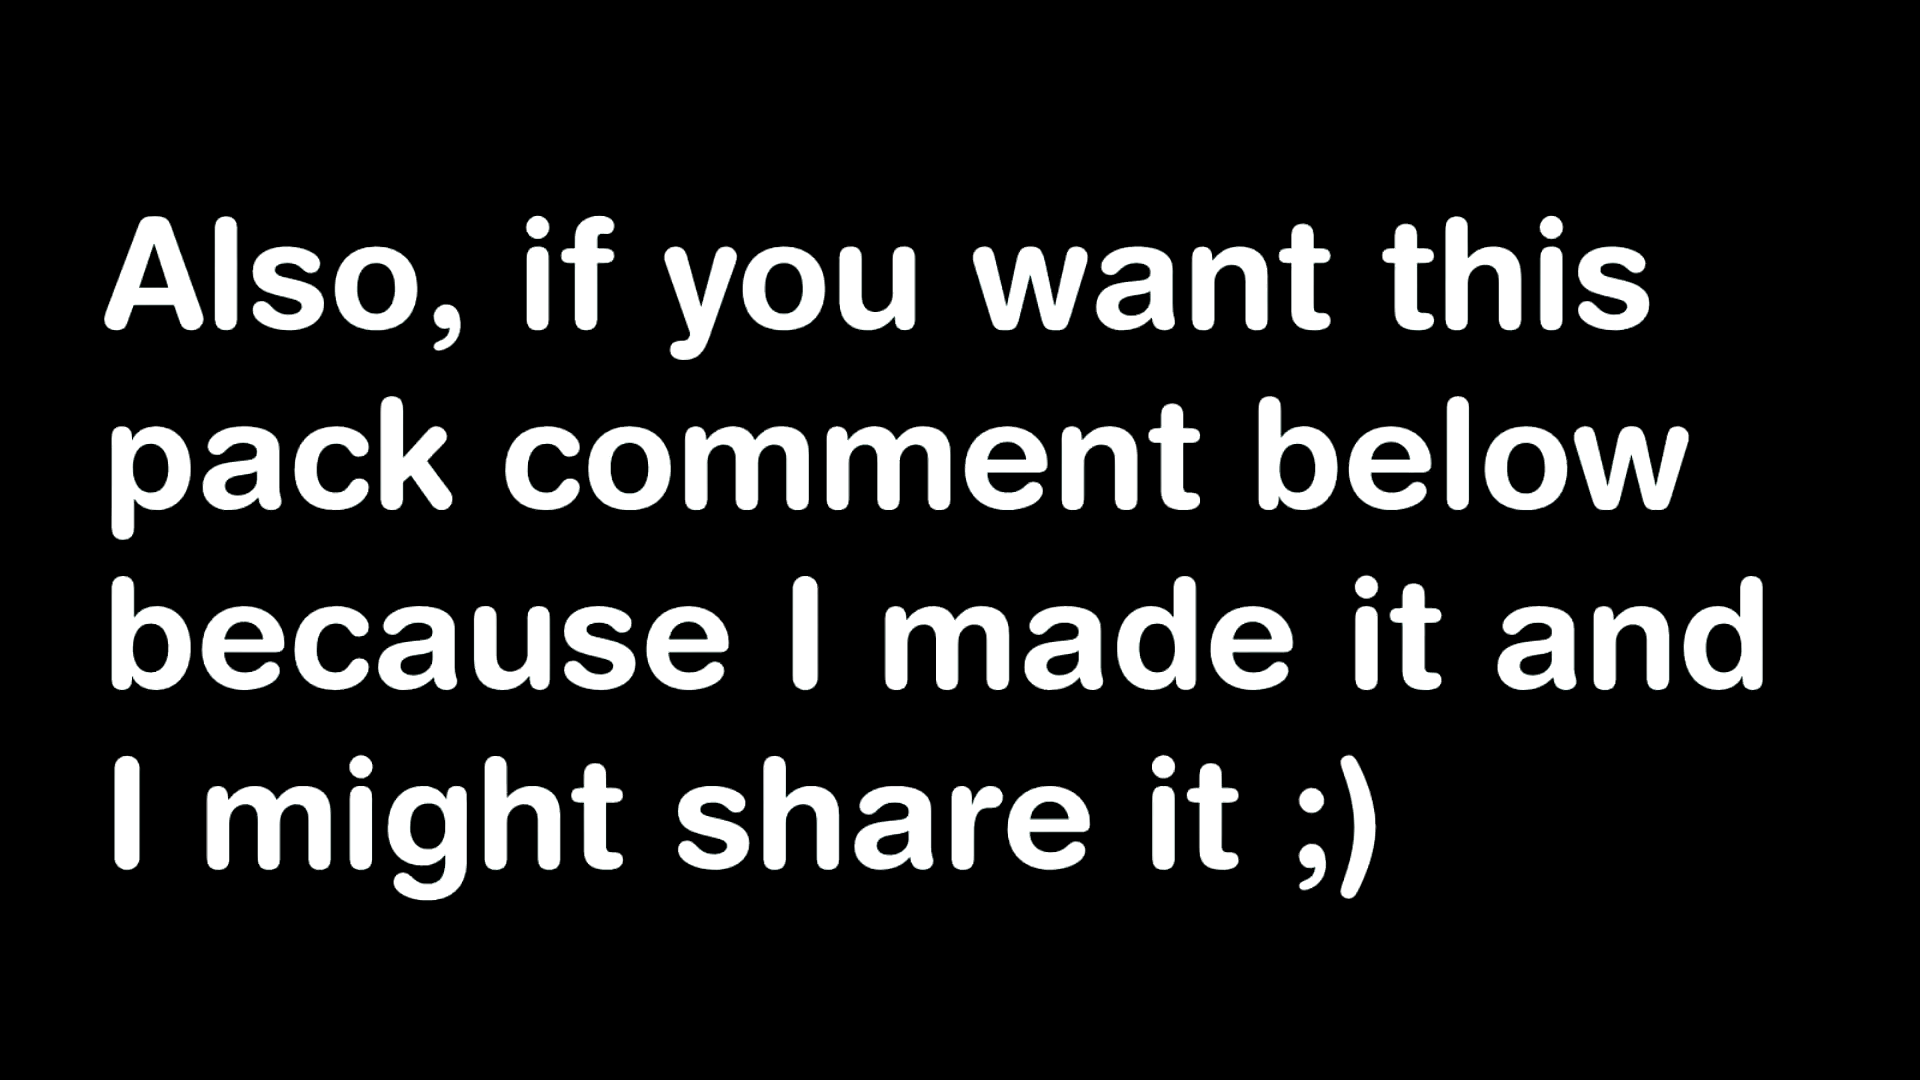 Also, if you want this
pack comment below
because I made it and
I might share it ;)